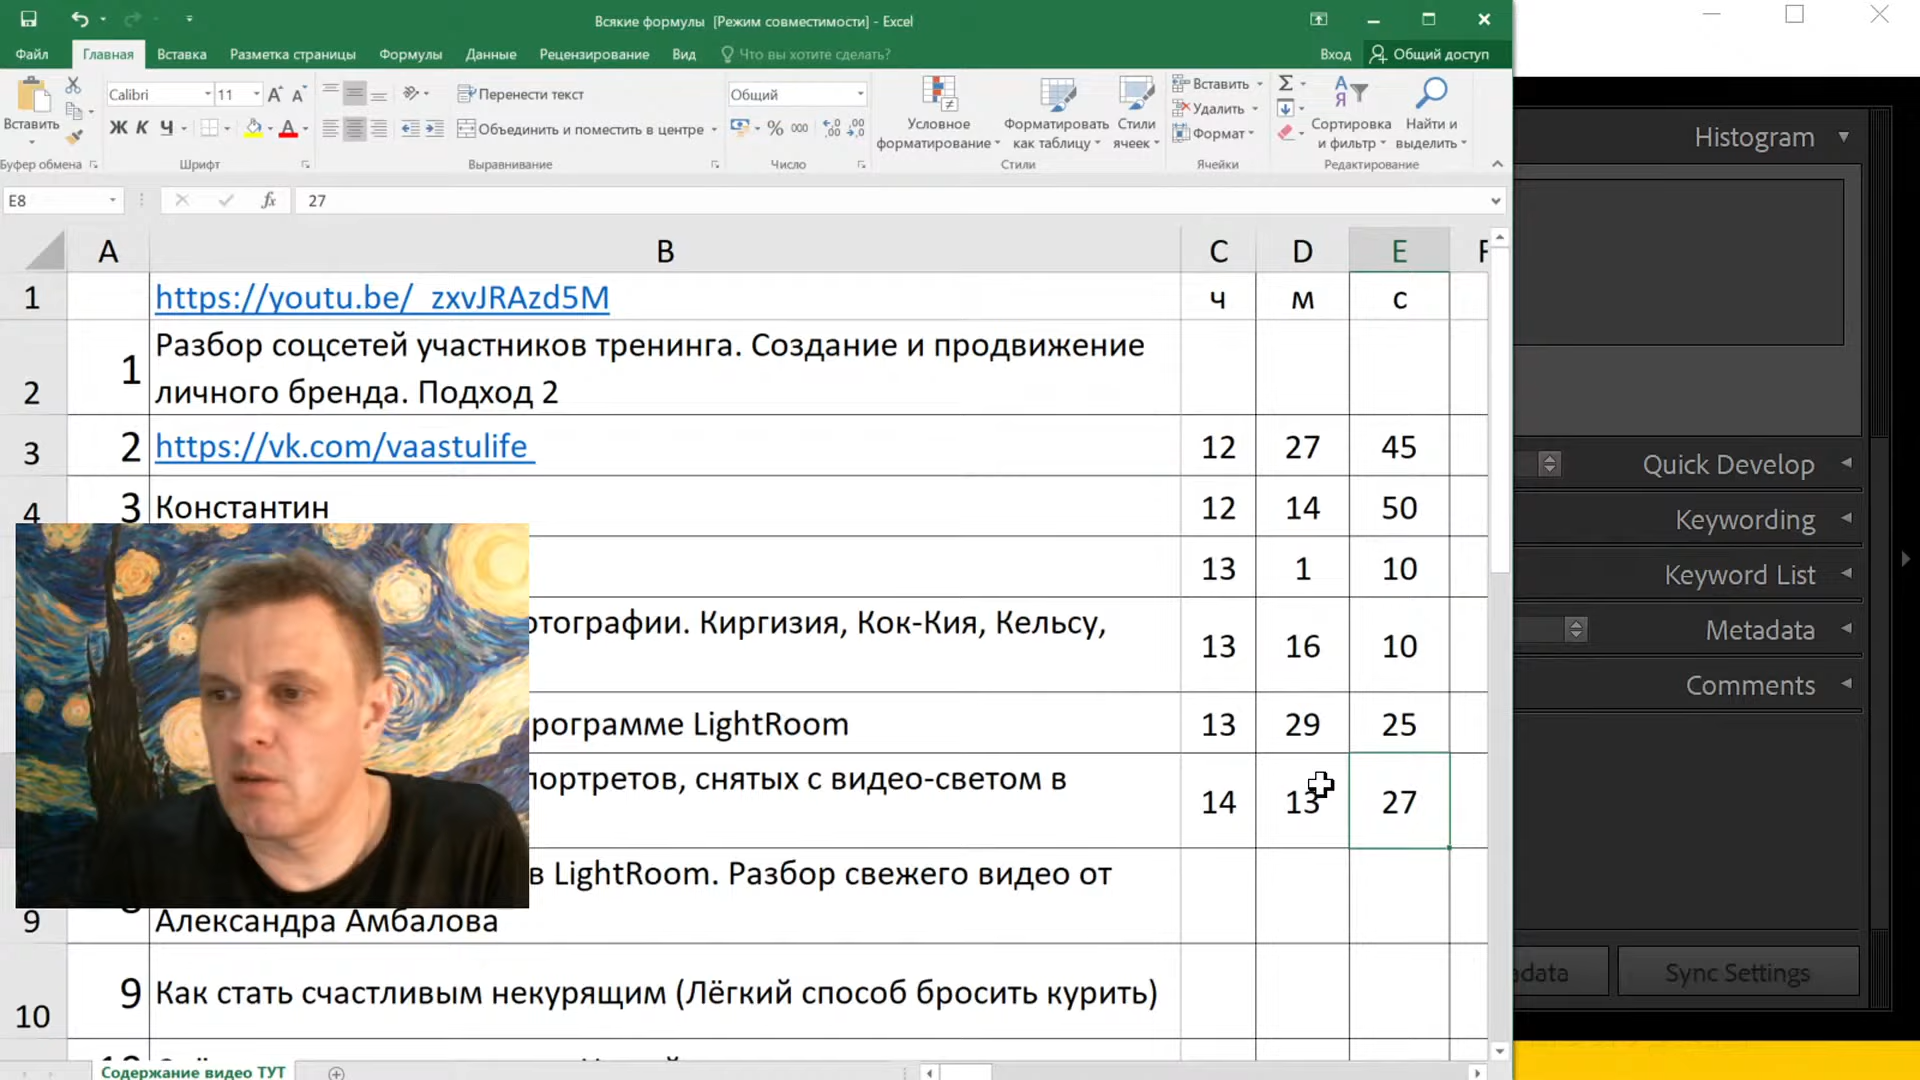 Всякие формулы [Режим совместимости] - Excel
Файл Главная Вставка Разметка страницы Формулы Данные Рецензирование Вид Что вы хотите сделать? Вход Общий доступ
Вставить
Буфер обмена
Calibri 11
Ж К Ч А
Шрифт
Перенести текст
Объединить и поместить в центре
Выравнивание
Общий
% 000
Число
Условное форматирование
Форматировать как таблицу
Стили ячеек
Стили
Вставить
Удалить
Формат
Ячейки
Сортировка и фильтр
Найти и выделить
Редактирование
E8 fx 27
A B C D E F
1 https://youtu.be/_zxvJRAzd5M ч м с
2 1 Разбор соцсетей участников тренинга. Создание и продвижение
личного бренда. Подход 2
3 2 https://vk.com/vaastulife 12 27 45
4 3 Константин 12 14 50
13 1 10
отографии. Киргизия, Кок-Кия, Кельсу, 13 16 10
рограмме LightRoom 13 29 25
портретов, снятых с видео-светом в 14 13 27
в LightRoom. Разбор свежего видео от
9 Александра Амбалова
10 9 Как стать счастливым некурящим (Лёгкий способ бросить курить)
Содержание видео ТУТ
Histogram
Quick Develop
Keywording
Keyword List
Metadata
Comments
adata Sync Settings